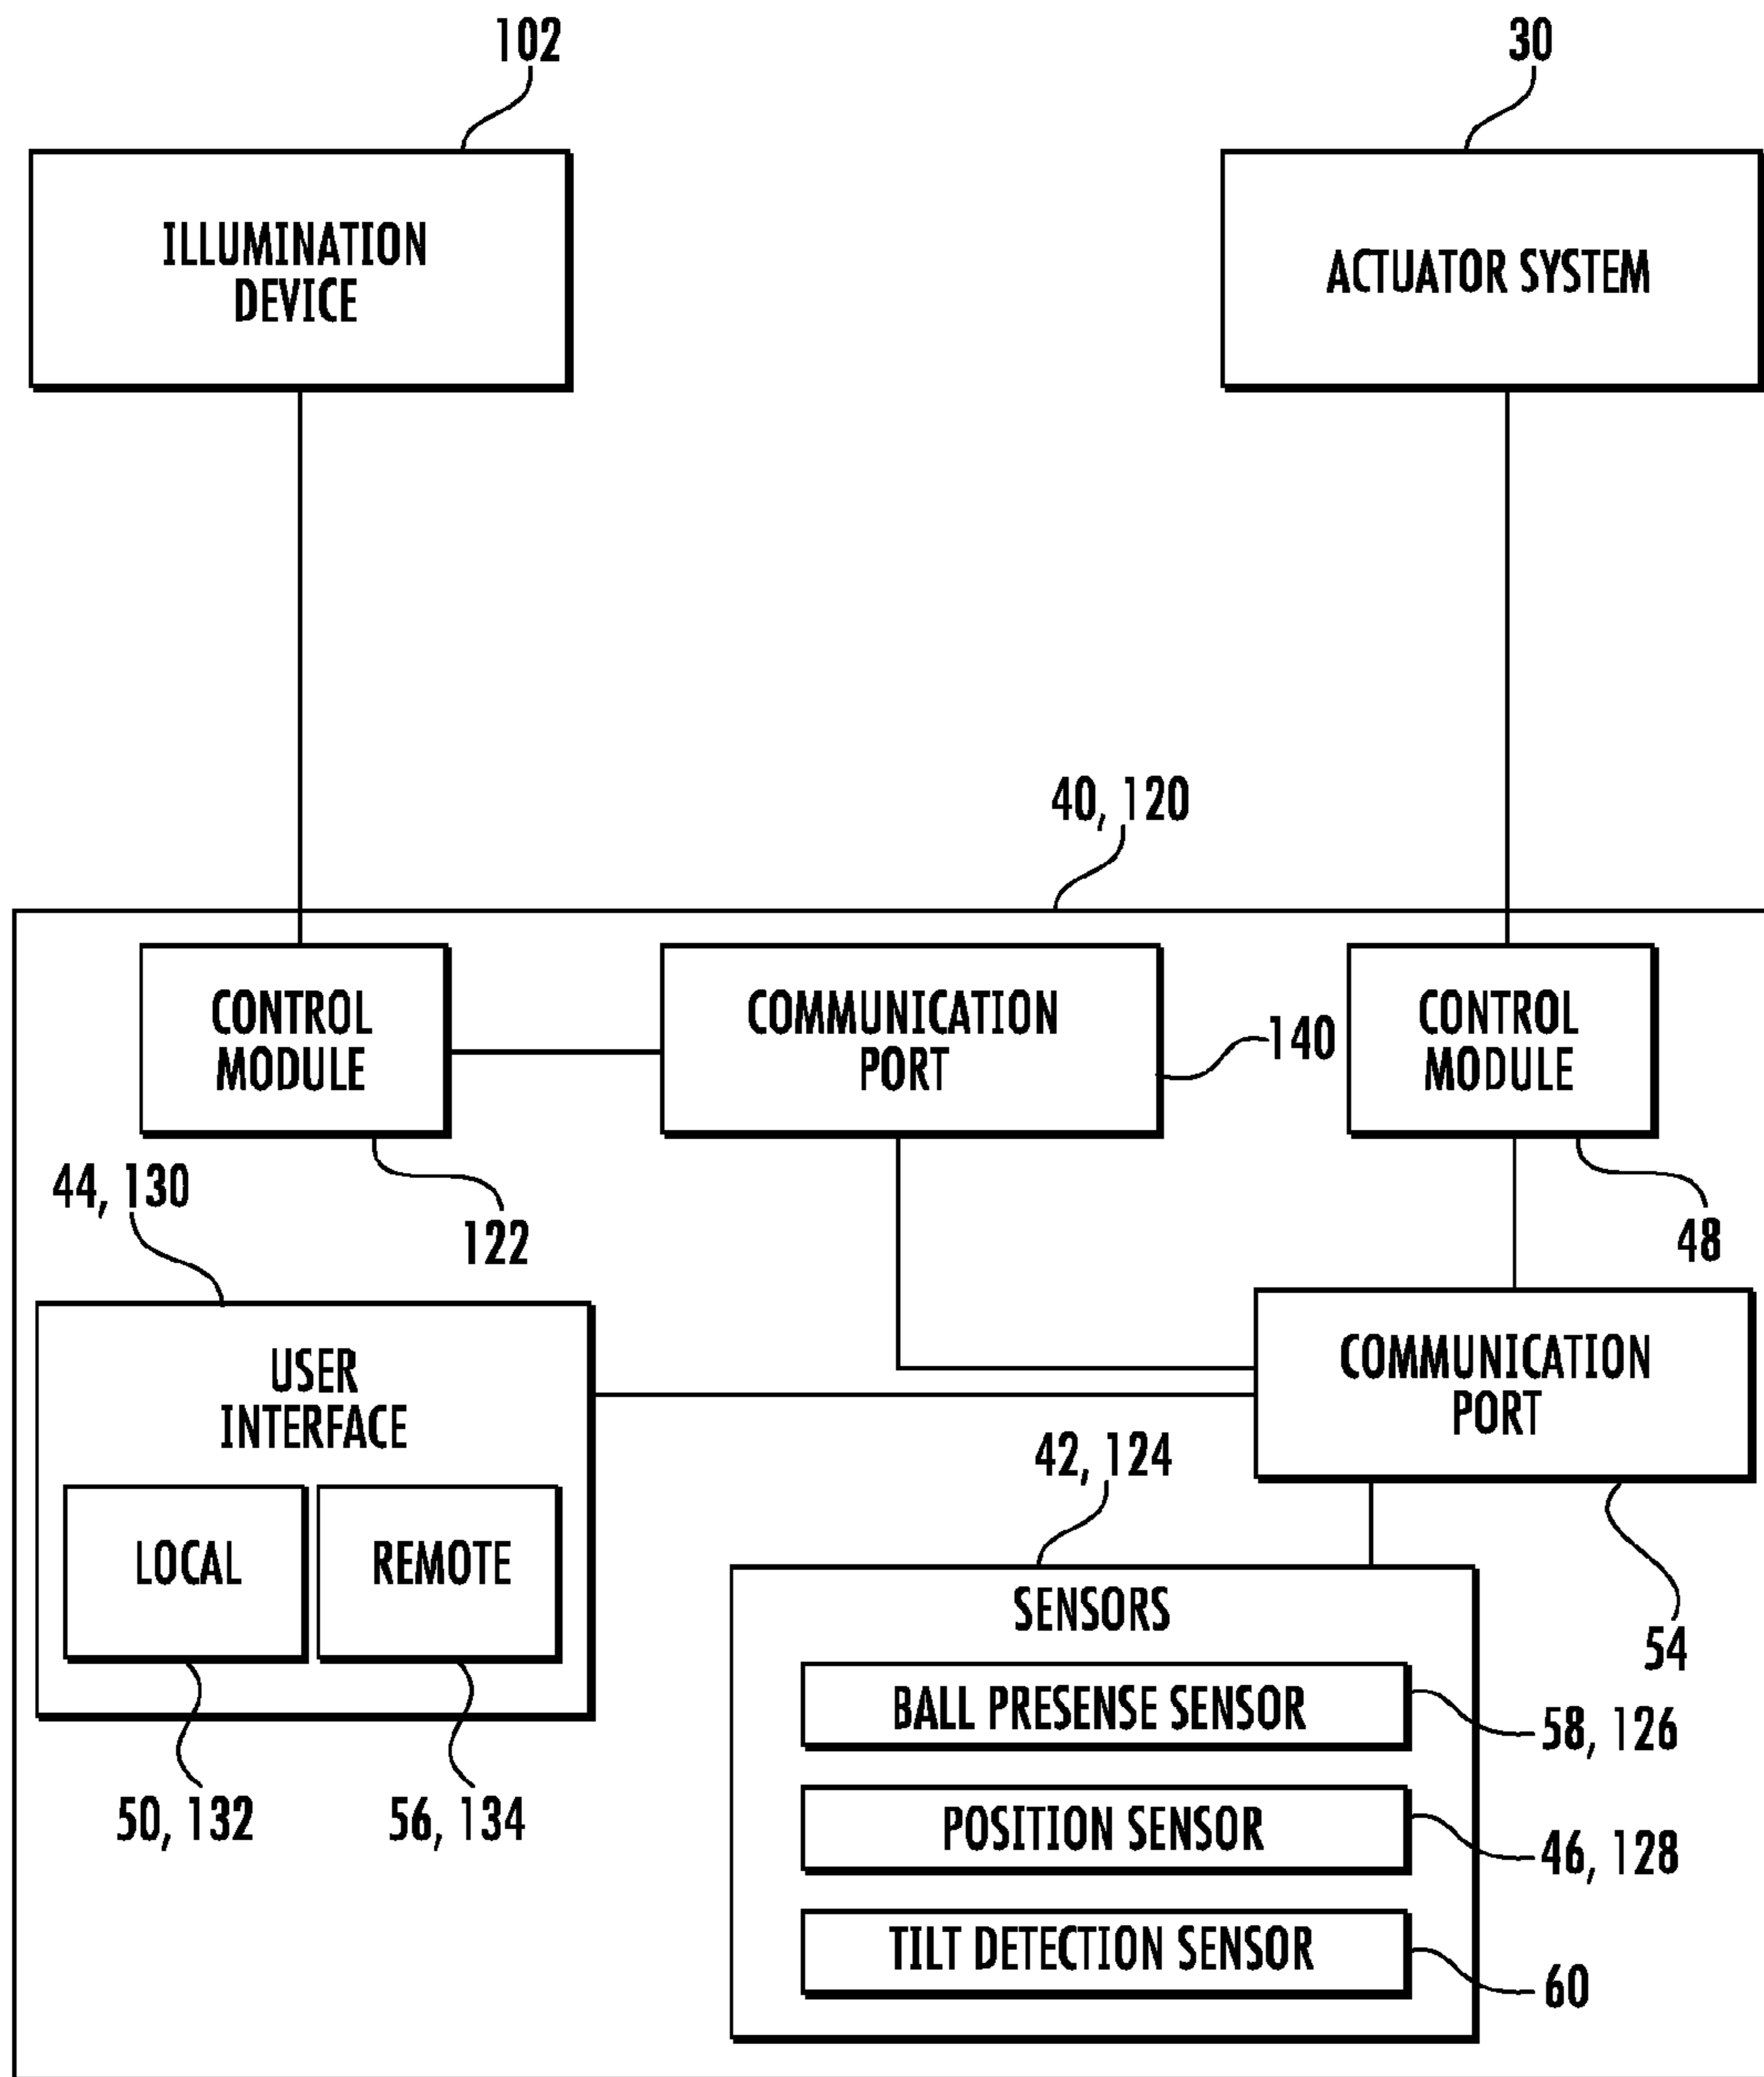 102
30
ILLUMINATION
DEVICE
ACTUATOR SYSTEM
40, 120
CONTROL
MODULE
COMMUNICATION
PORT
140
CONTROL
MODULE
44, 130
122
48
USER
INTERFACE
COMMUNICATION
PORT
42, 124
LOCAL
REMOTE
SENSORS
54
BALL PRESENSE SENSOR
58, 126
50, 132
56, 134
POSITION SENSOR
46, 128
TILT DETECTION SENSOR
60